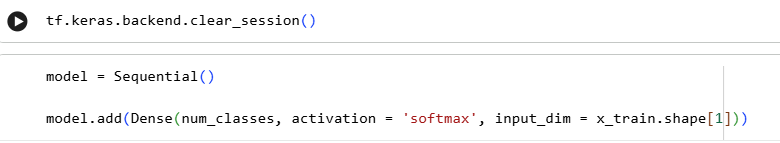 tf.keras.backend.clear_session()
model = Sequential()
model.add(Dense(num_classes, activation = 'softmax', input_dim = x_train.shape[1]))